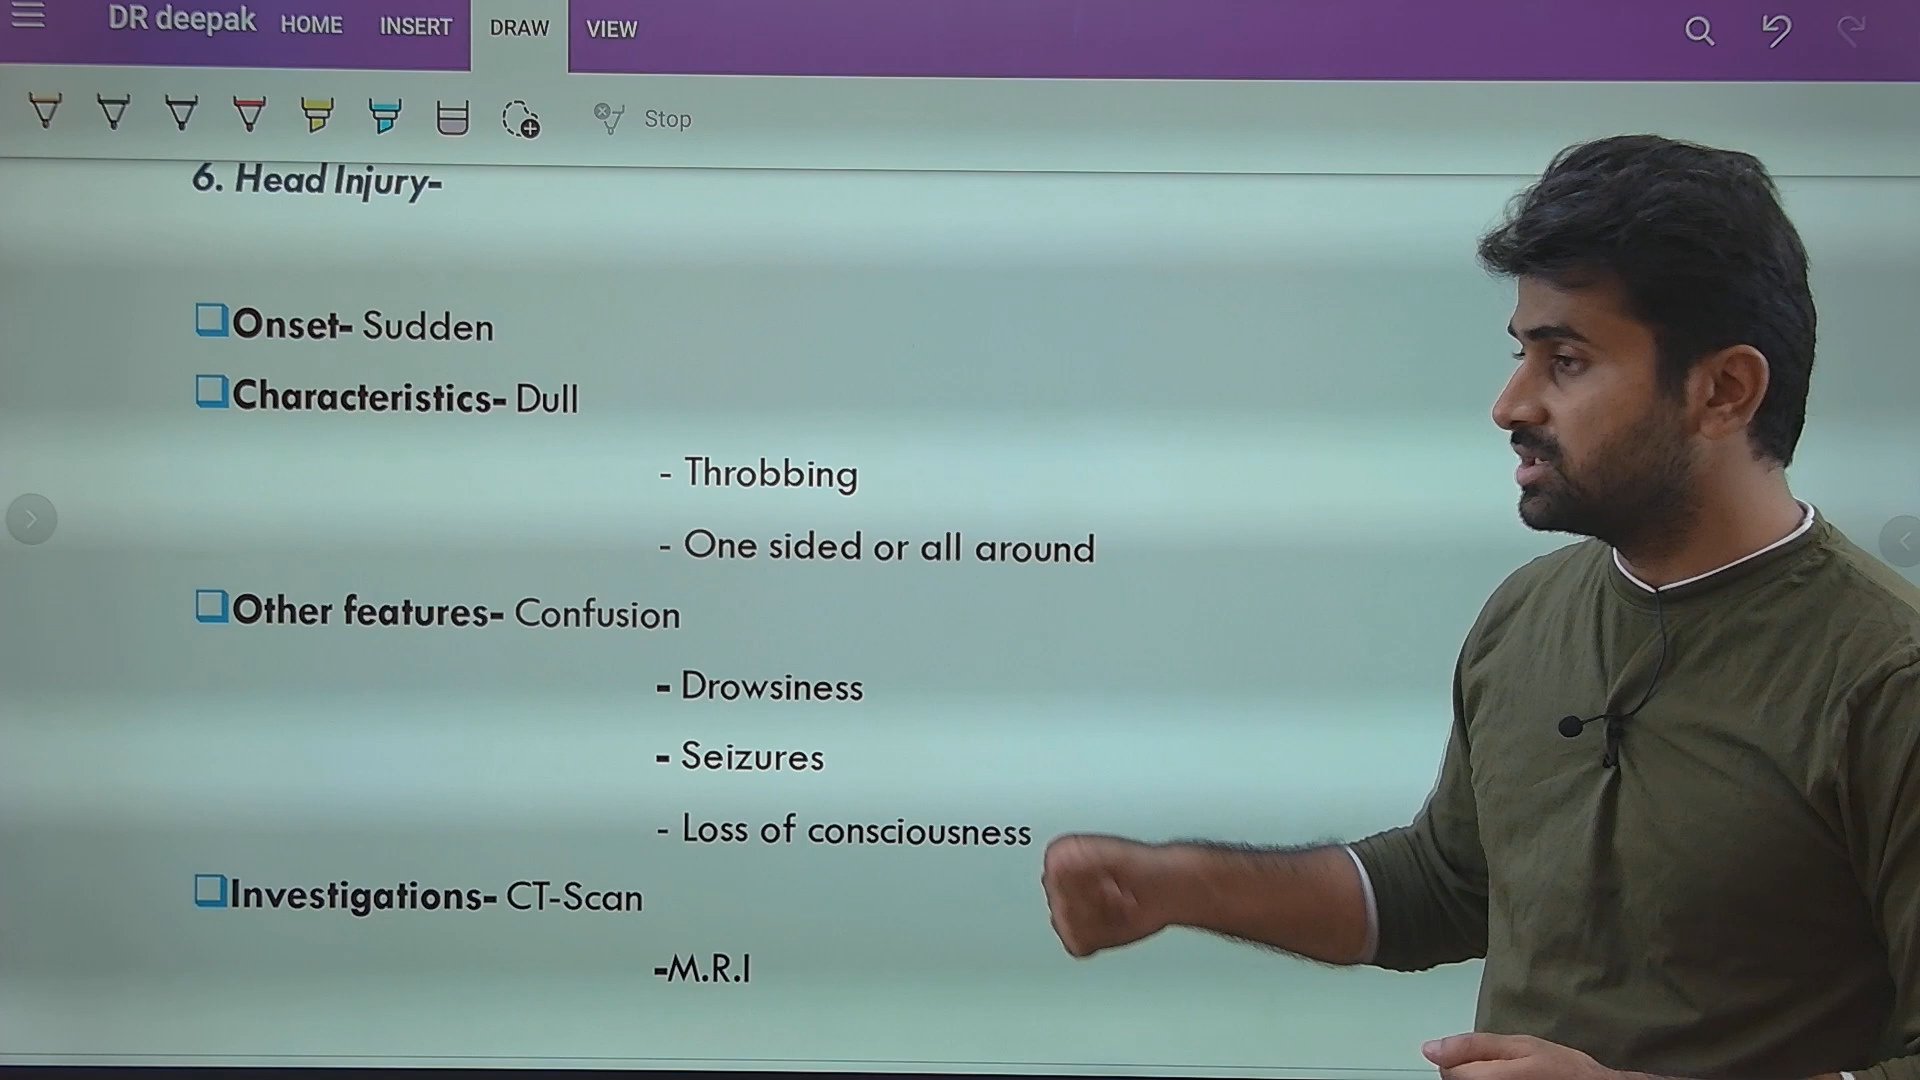 DR deepak HOME INSERT DRAW VIEW
Stop
6. Head Injury-
Onset- Sudden
Characteristics- Dull
- Throbbing
- One sided or all around
Other features- Confusion
- Drowsiness
- Seizures
- Loss of consciousness
Investigations- CT-Scan
-M.R.I